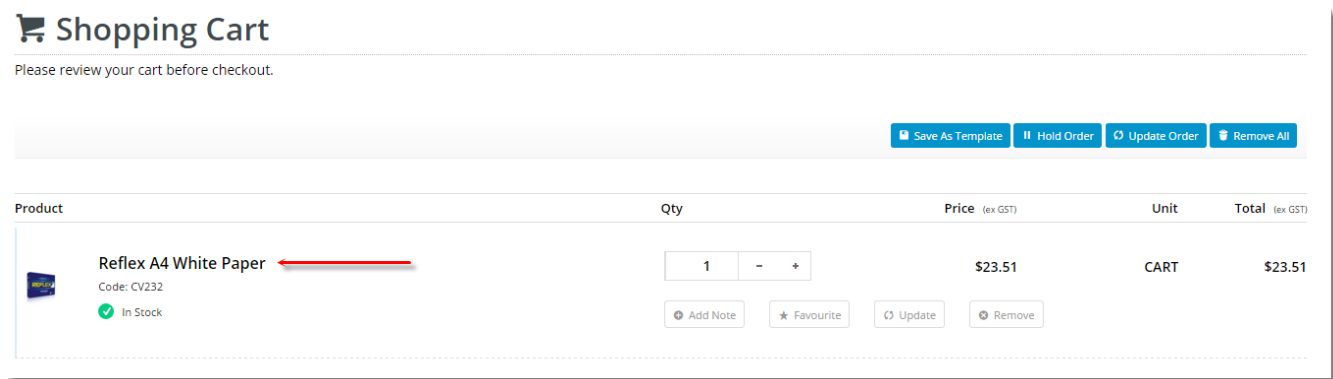 Shopping Cart
Please review your cart before checkout.
Save As Template Hold Order Update Order Remove All
Product Qty Price (ex GST) Unit Total (ex GST)
Reflex A4 White Paper 1 - + $23.51 CART $23.51
Code: CV232
REFLEX
In Stock Add Note Favourite Update Remove